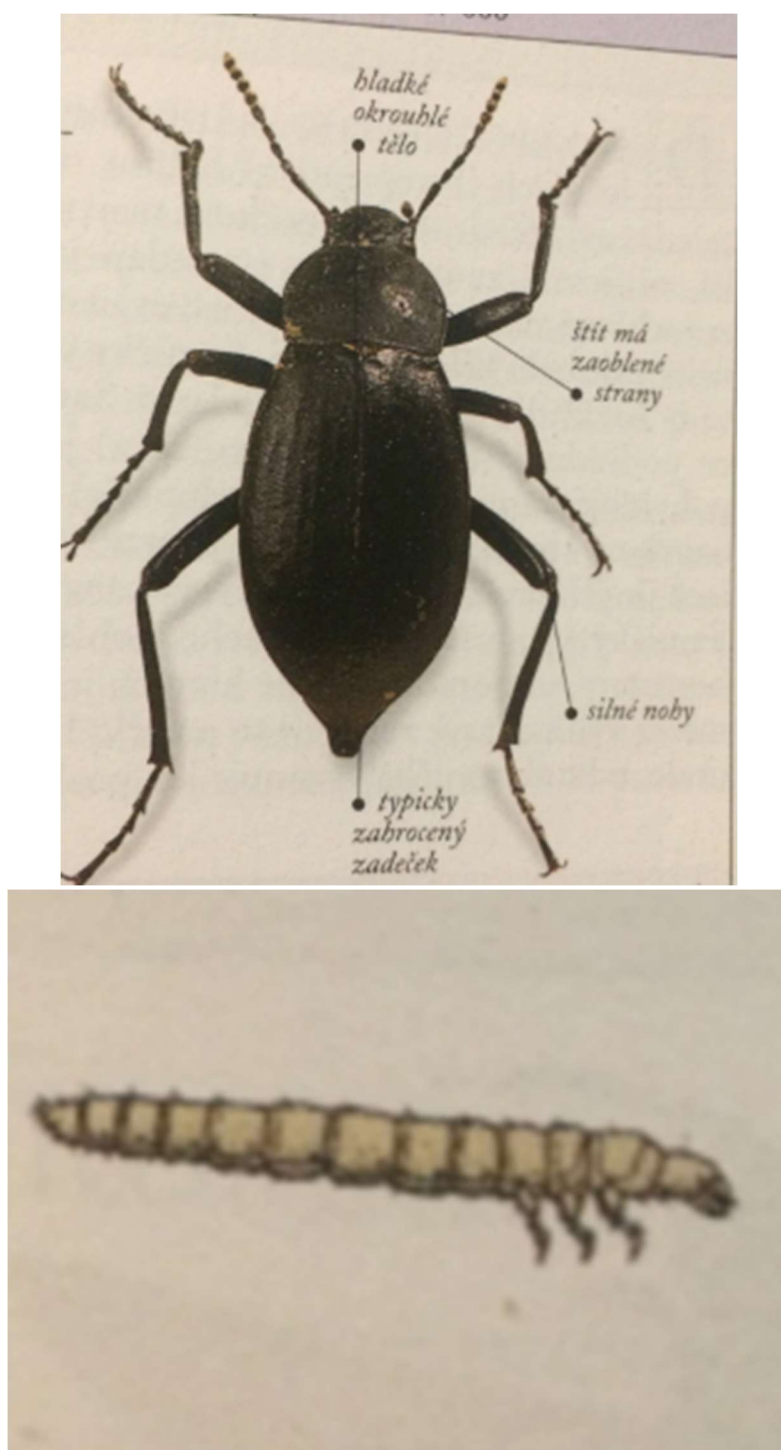 hladké
okrouhlé
tělo
štít má
zaoblené
strany
silné nohy
typicky
zahrocený
zadeček